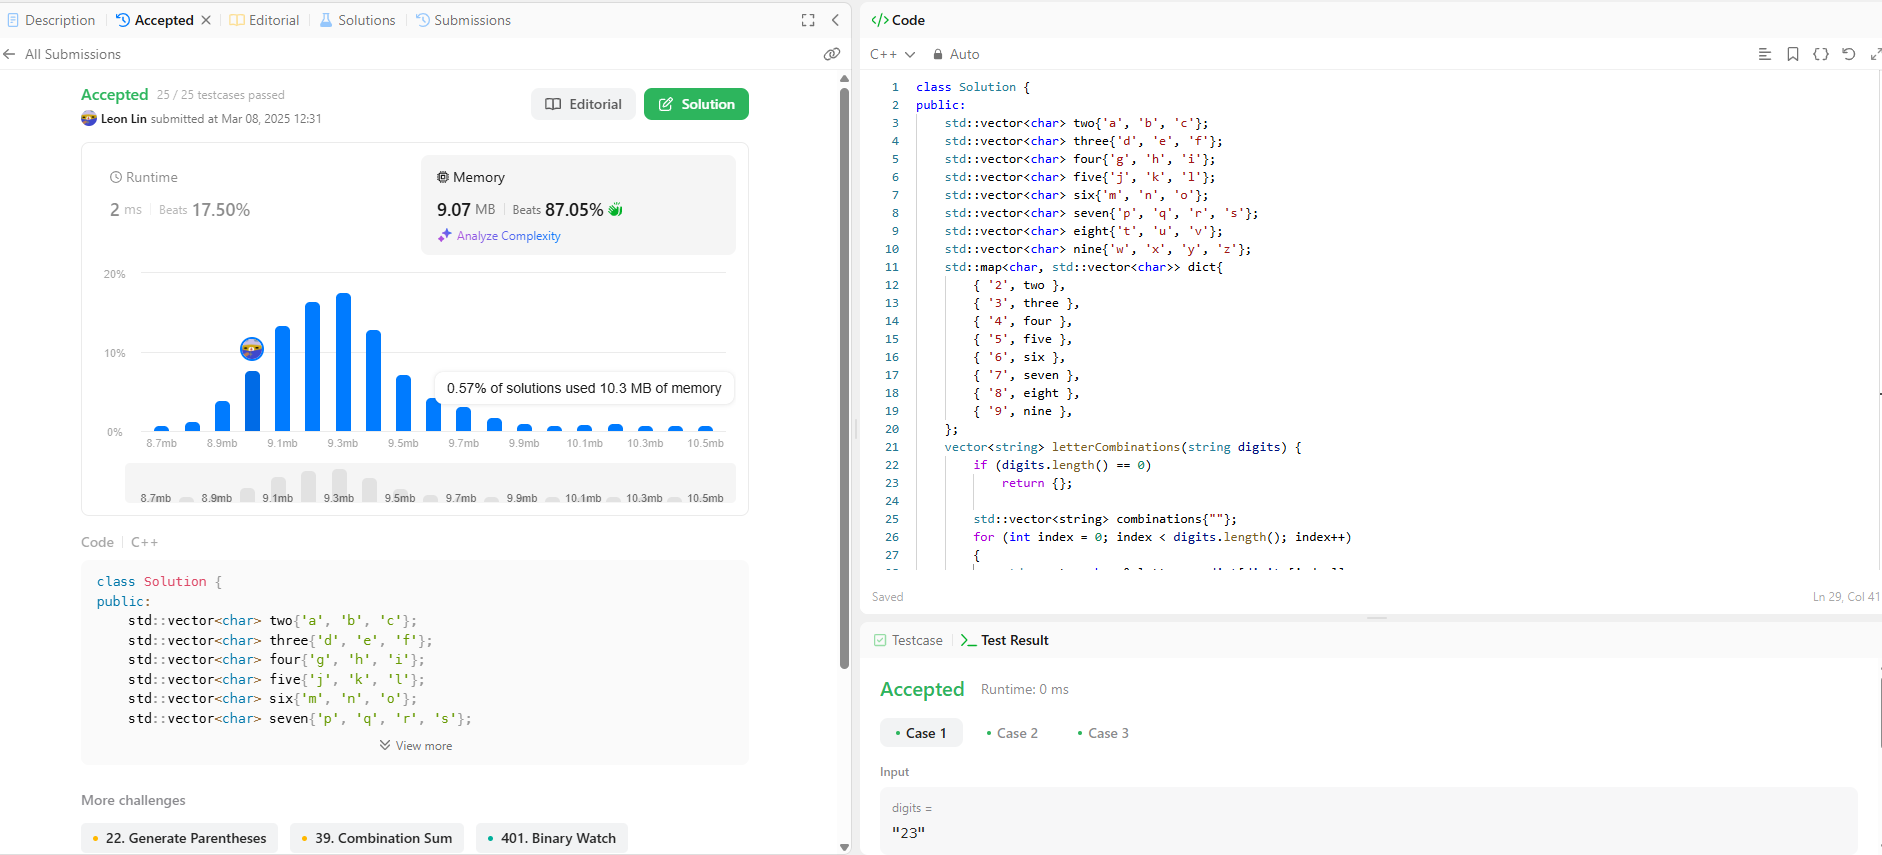 Description Accepted Editorial Solutions Submissions
All Submissions
Accepted 25 / 25 testcases passed
Leon Lin submitted at Mar 08, 2025 12:31
Editorial Solution
Runtime
2 ms Beats 17.50%
Memory
9.07 MB Beats 87.05%
Analyze Complexity
20%
10%
0%
0.57% of solutions used 10.3 MB of memory
8.7mb 8.9mb 9.1mb 9.3mb 9.5mb 9.7mb 9.9mb 10.1mb 10.3mb 10.5mb
8.7mb 8.9mb 9.1mb 9.3mb 9.5mb 9.7mb 9.9mb 10.1mb 10.3mb 10.5mb
Code C++
class Solution {
public:
    std::vector<char> two{'a', 'b', 'c'};
    std::vector<char> three{'d', 'e', 'f'};
    std::vector<char> four{'g', 'h', 'i'};
    std::vector<char> five{'j', 'k', 'l'};
    std::vector<char> six{'m', 'n', 'o'};
    std::vector<char> seven{'p', 'q', 'r', 's'};
View more
More challenges
22. Generate Parentheses 39. Combination Sum 401. Binary Watch
</> Code
C++ Auto
1 class Solution {
2 public:
3     std::vector<char> two{'a', 'b', 'c'};
4     std::vector<char> three{'d', 'e', 'f'};
5     std::vector<char> four{'g', 'h', 'i'};
6     std::vector<char> five{'j', 'k', 'l'};
7     std::vector<char> six{'m', 'n', 'o'};
8     std::vector<char> seven{'p', 'q', 'r', 's'};
9     std::vector<char> eight{'t', 'u', 'v'};
10     std::vector<char> nine{'w', 'x', 'y', 'z'};
11     std::map<char, std::vector<char>> dict{
12         { '2', two },
13         { '3', three },
14         { '4', four },
15         { '5', five },
16         { '6', six },
17         { '7', seven },
18         { '8', eight },
19         { '9', nine },
20     };
21     vector<string> letterCombinations(string digits) {
22         if (digits.length() == 0)
23             return {};
24
25         std::vector<string> combinations{""};
26         for (int index = 0; index < digits.length(); index++)
27         {
Saved Ln 29, Col 41
Testcase Test Result
Accepted Runtime: 0 ms
Case 1 Case 2 Case 3
Input
digits =
"23"